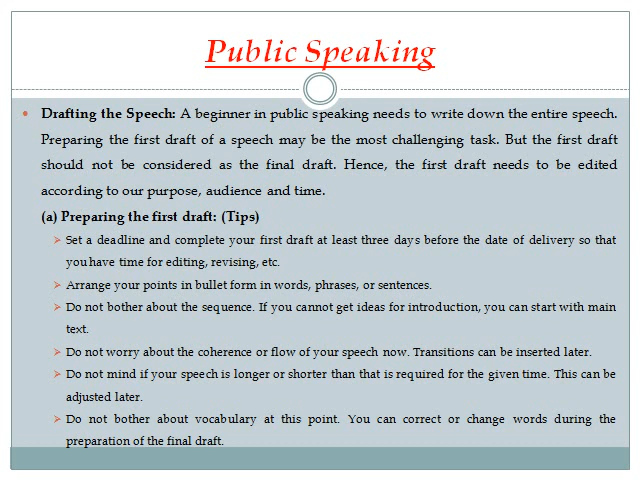 Public Speaking
• Drafting the Speech: A beginner in public speaking needs to write down the entire speech.
Preparing the first draft of a speech may be the most challenging task. But the first draft
should not be considered as the final draft. Hence, the first draft needs to be edited
according to our purpose, audience and time.
(a) Preparing the first draft: (Tips)
➢ Set a deadline and complete your first draft at least three days before the date of delivery so that
you have time for editing, revising, etc.
➢ Arrange your points in bullet form in words, phrases, or sentences.
➢ Do not bother about the sequence. If you cannot get ideas for introduction, you can start with main
text.
➢ Do not worry about the coherence or flow of your speech now. Transitions can be inserted later.
➢ Do not mind if your speech is longer or shorter than that is required for the given time. This can be
adjusted later.
➢ Do not bother about vocabulary at this point. You can correct or change words during the
preparation of the final draft.